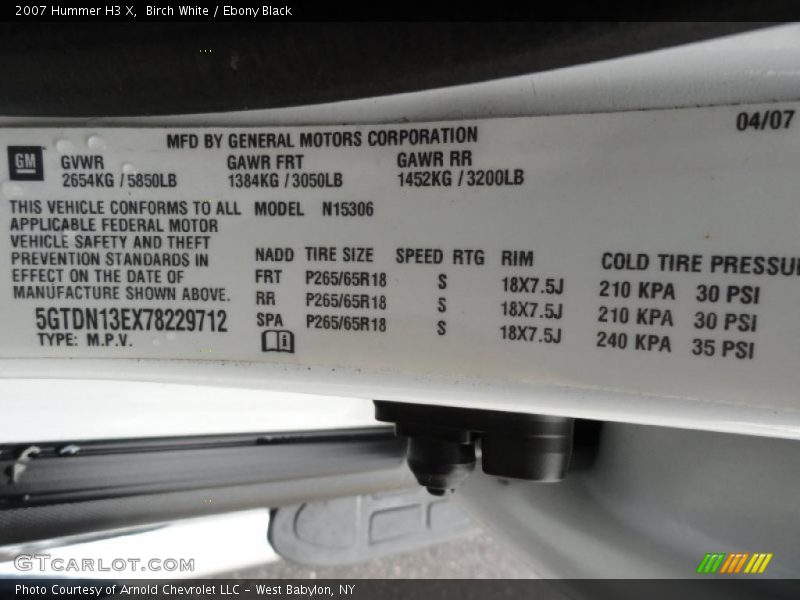 2007 Hummer H3 X,  Birch White / Ebony Black
04/07
MFD BY GENERAL MOTORS CORPORATION
GM
GVWR GAWR FRT GAWR RR
2654KG / 5850LB 1384KG / 3050LB 1452KG / 3200LB
THIS VEHICLE CONFORMS TO ALL
APPLICABLE FEDERAL MOTOR
VEHICLE SAFETY AND THEFT
PREVENTION STANDARDS IN
EFFECT ON THE DATE OF
MANUFACTURE SHOWN ABOVE.
5GTDN13EX78229712
TYPE: M.P.V.
MODEL N15306
NADD TIRE SIZE SPEED RTG RIM COLD TIRE PRESSU
FRT P265/65R18 S 18X7.5J 210 KPA 30 PSI
RR P265/65R18 S 18X7.5J 210 KPA 30 PSI
SPA P265/65R18 S 18X7.5J 240 KPA 35 PSI
GTCARLOT.COM
Photo Courtesy of Arnold Chevrolet LLC - West Babylon, NY